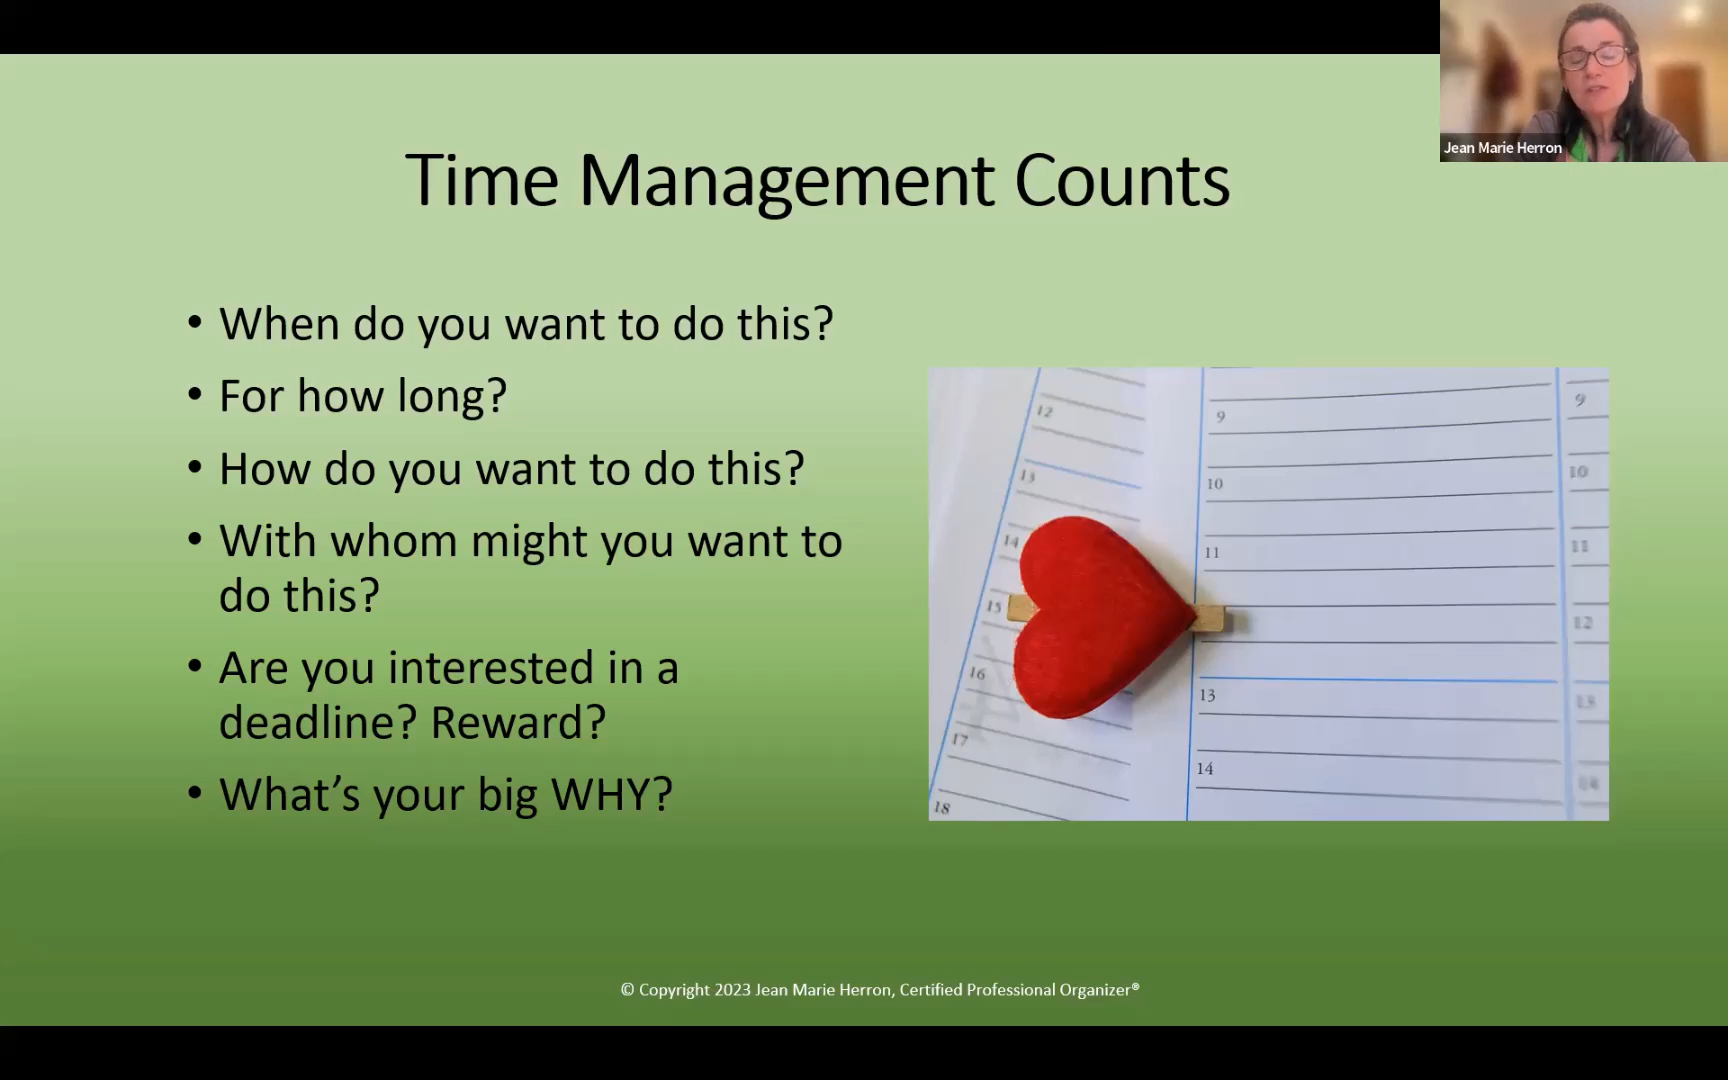 Jean Marie Herron
Time Management Counts
• When do you want to do this?
• For how long?
• How do you want to do this?
• With whom might you want to
do this?
• Are you interested in a
deadline? Reward?
• What’s your big WHY?
12
13
14
15
16
17
18
9
10
11
13
14
9
10
11
12
13
14
© Copyright 2023 Jean Marie Herron, Certified Professional Organizer®